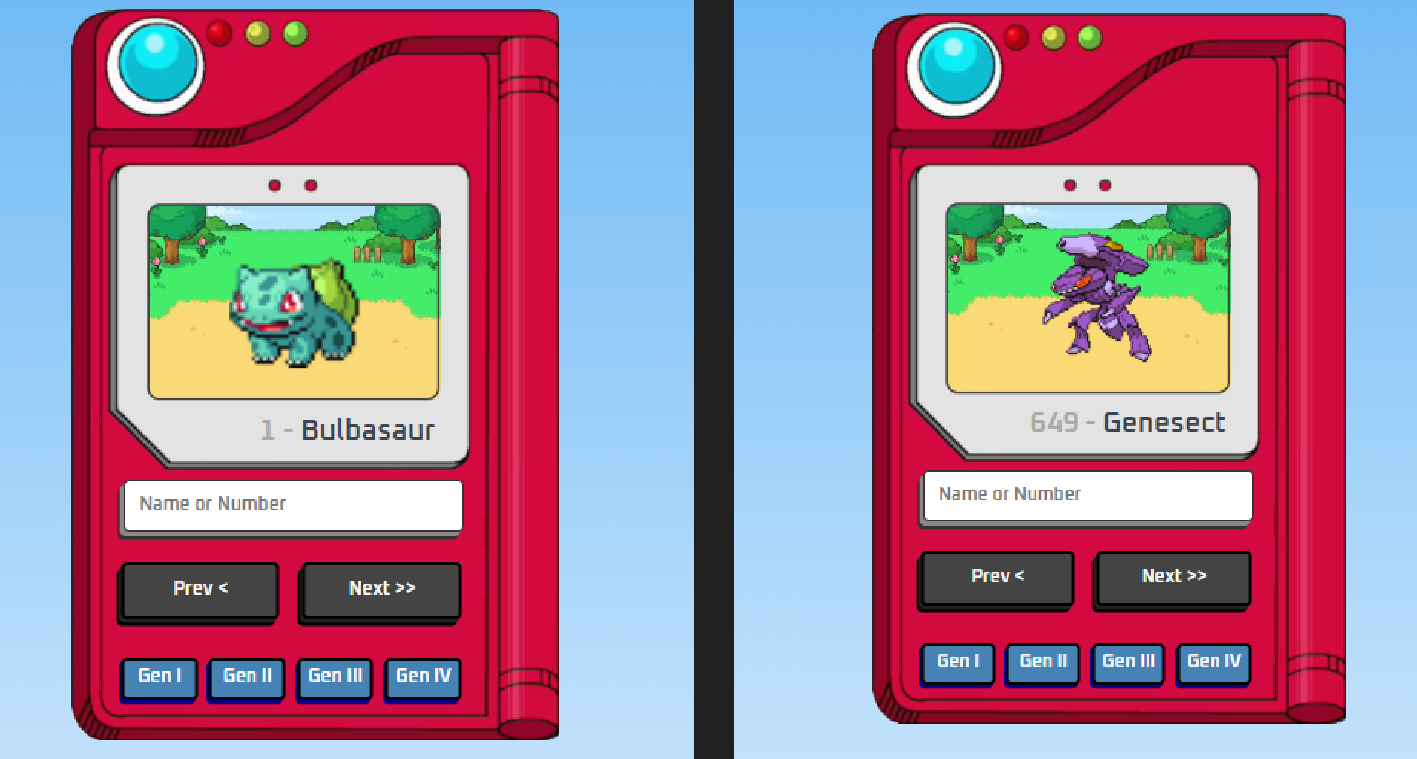 1 - Bulbasaur
Name or Number
Prev <
Next >>
Gen I
Gen II
Gen III
Gen IV
649 - Genesect
Name or Number
Prev <
Next >>
Gen I
Gen II
Gen III
Gen IV